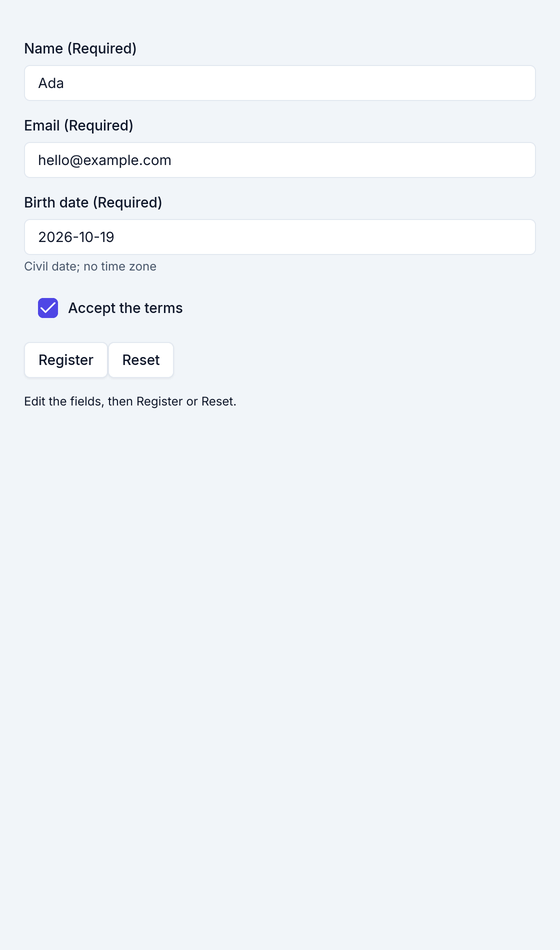 Name (Required)
Ada
Email (Required)
hello@example.com
Birth date (Required)
2026-10-19
Civil date; no time zone
Accept the terms
Register Reset
Edit the fields, then Register or Reset.